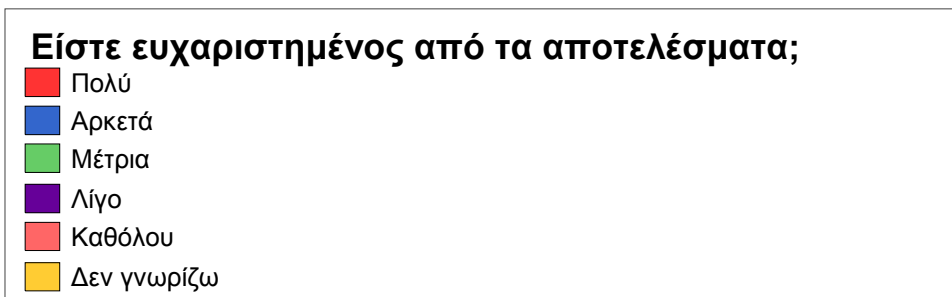 Είστε ευχαριστημένος από τα αποτελέσματα;
Πολύ
Αρκετά
Μέτρια
Λίγο
Καθόλου
Δεν γνωρίζω